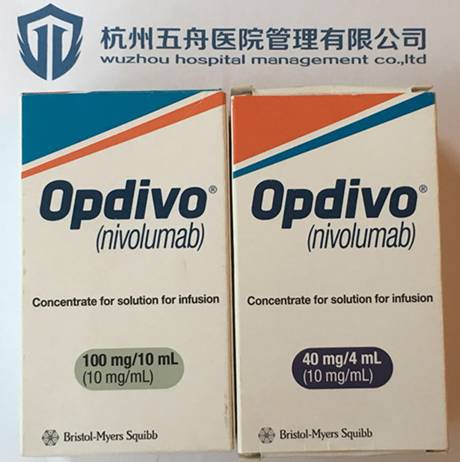 杭州五舟医院管理有限公司
wuzhou hospital management co.,ltd
Opdivo®
(nivolumab)
Concentrate for solution for infusion
100 mg/10 mL
(10 mg/mL)
Bristol-Myers Squibb
Opdivo®
(nivolumab)
Concentrate for solution for infusion
40 mg/4 mL
(10 mg/mL)
Bristol-Myers Squibb